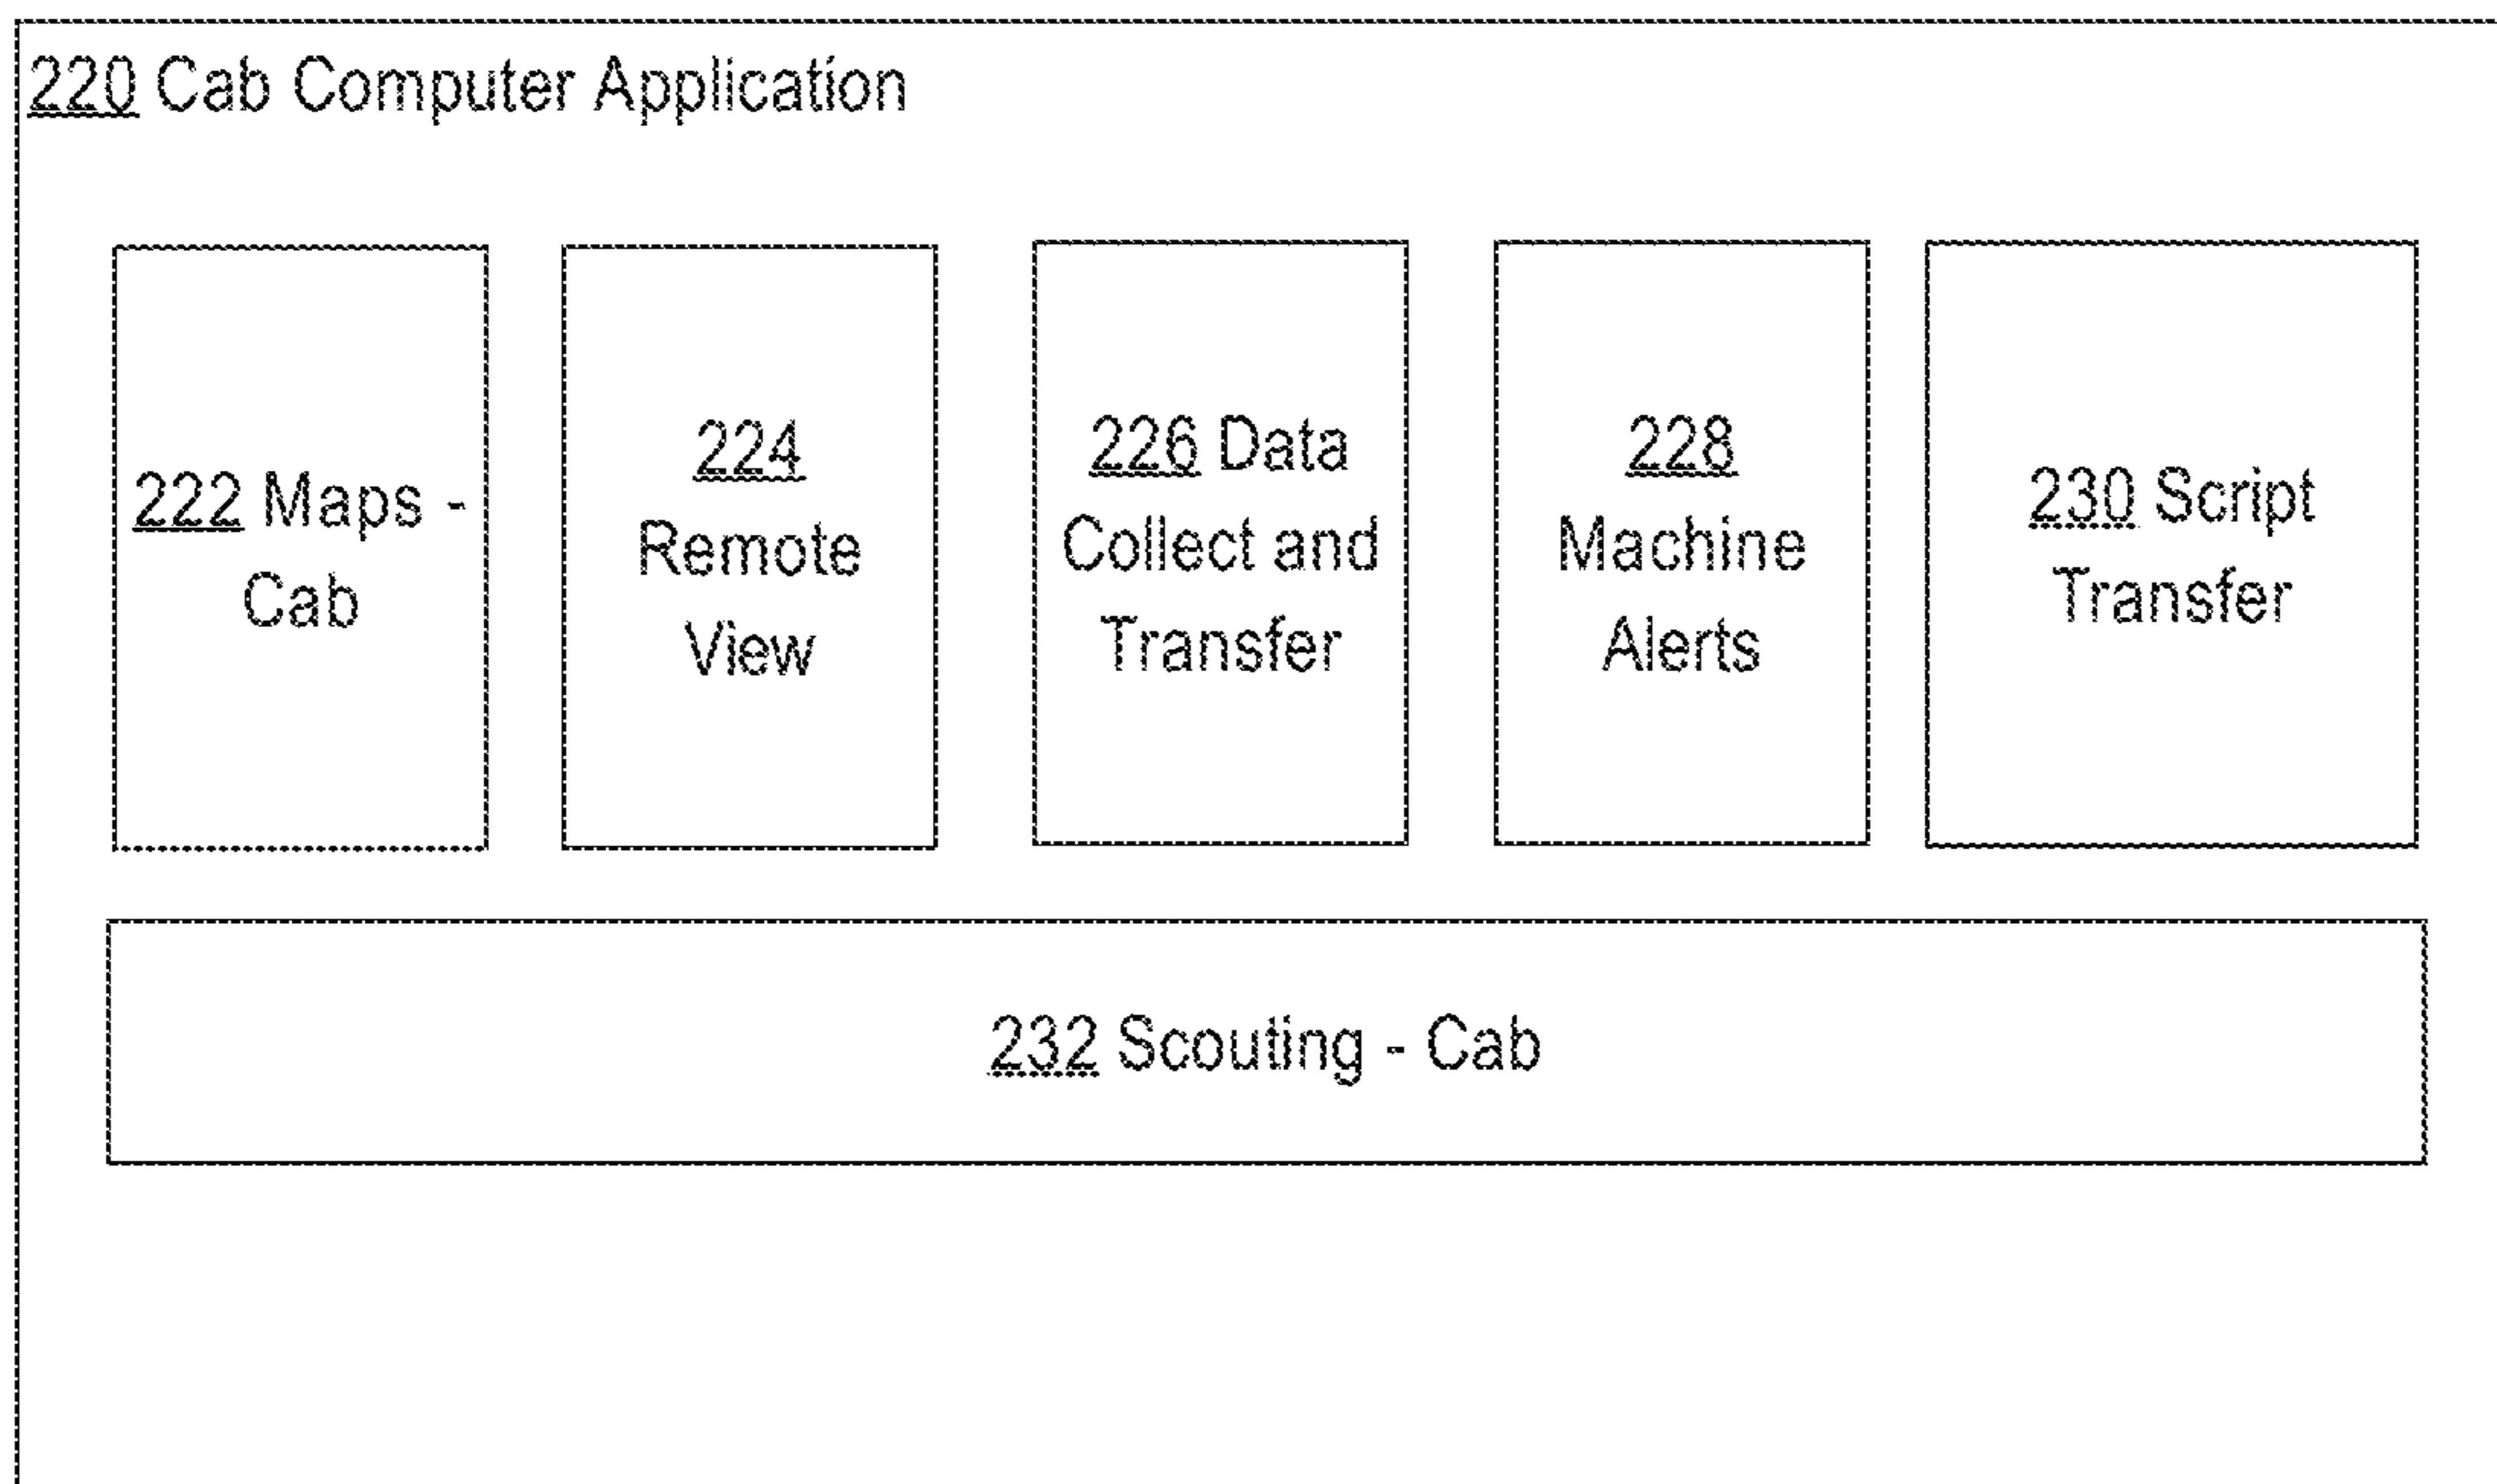 220 Cab Computer Application
222 Maps -
Cab
224
Remote
View
226 Data
Collect and
Transfer
228
Machine
Alerts
230 Script
Transfer
232 Scouting - Cab